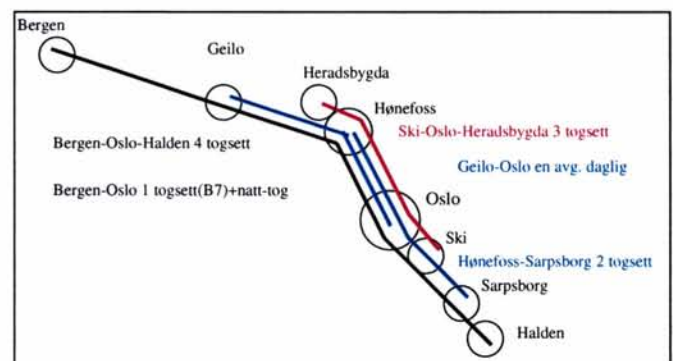 Bergen
Geilo
Heradsbygda
Hønefoss
Ski-Oslo-Heradsbygda 3 togsett
Bergen-Oslo-Halden 4 togsett
Geilo-Oslo en avg. daglig
Bergen-Oslo 1 togsett(B7)+natt-tog
Oslo
Ski
Hønefoss-Sarpsborg 2 togsett
Sarpsborg
Halden